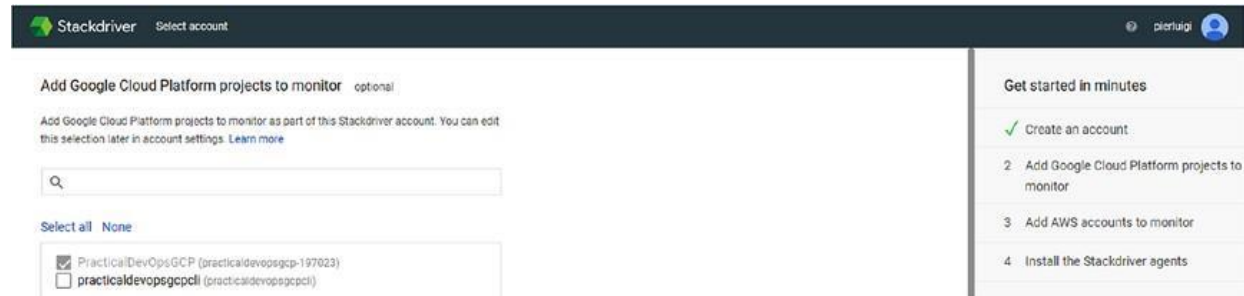 Stackdriver Select account pierluigi
Add Google Cloud Platform projects to monitor optional
Add Google Cloud Platform projects to monitor as part of this Stackdriver account. You can edit
this selection later in account settings. Learn more
Select all None
PracticalDevOpsGCP (practicaldevopsgcp-197023)
practicaldevopsgcpcli (practicaldevopsgcpcli)
Get started in minutes
Create an account
2 Add Google Cloud Platform projects to
monitor
3 Add AWS accounts to monitor
4 Install the Stackdriver agents